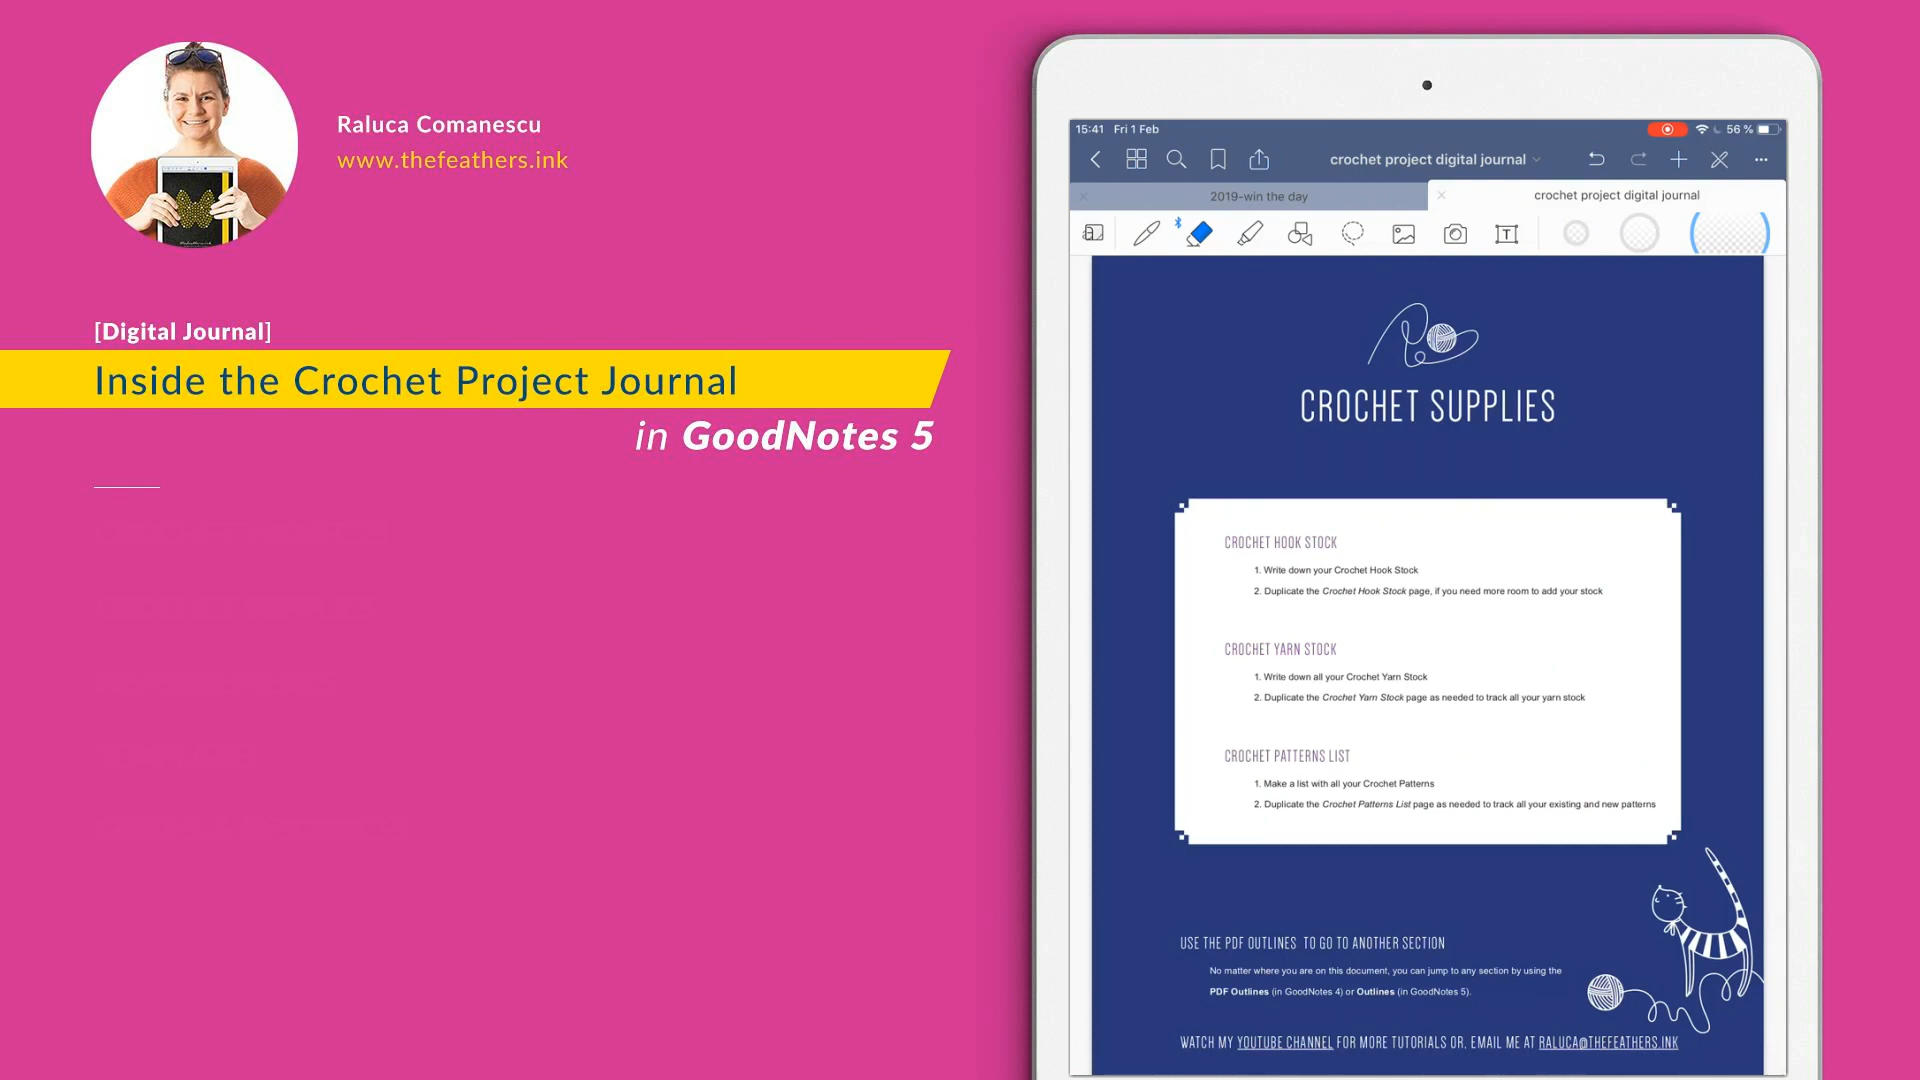 Raluca Comanescu
www.thefeathers.ink
[Digital Journal]
Inside the Crochet Project Journal
in GoodNotes 5
15:41 Fri 1 Feb
56 %
crochet project digital journal
2019-win the day
crochet project digital journal
T
CROCHET SUPPLIES
CROCHET HOOK STOCK
1. Write down your Crochet Hook Stock
2. Duplicate the Crochet Hook Stock page, if you need more room to add your stock
CROCHET YARN STOCK
1. Write down all your Crochet Yarn Stock
2. Duplicate the Crochet Yarn Stock page as needed to track all your yarn stock
CROCHET PATTERNS LIST
1. Make a list with all your Crochet Patterns
2. Duplicate the Crochet Patterns List page as needed to track all your existing and new patterns
USE THE PDF OUTLINES TO GO TO ANOTHER SECTION
No matter where you are on this document, you can jump to any section by using the
PDF Outlines (in GoodNotes 4) or Outlines (in GoodNotes 5).
WATCH MY YOUTUBE CHANNEL FOR MORE TUTORIALS OR, EMAIL ME AT RALUCA@THEFEATHERS.INK